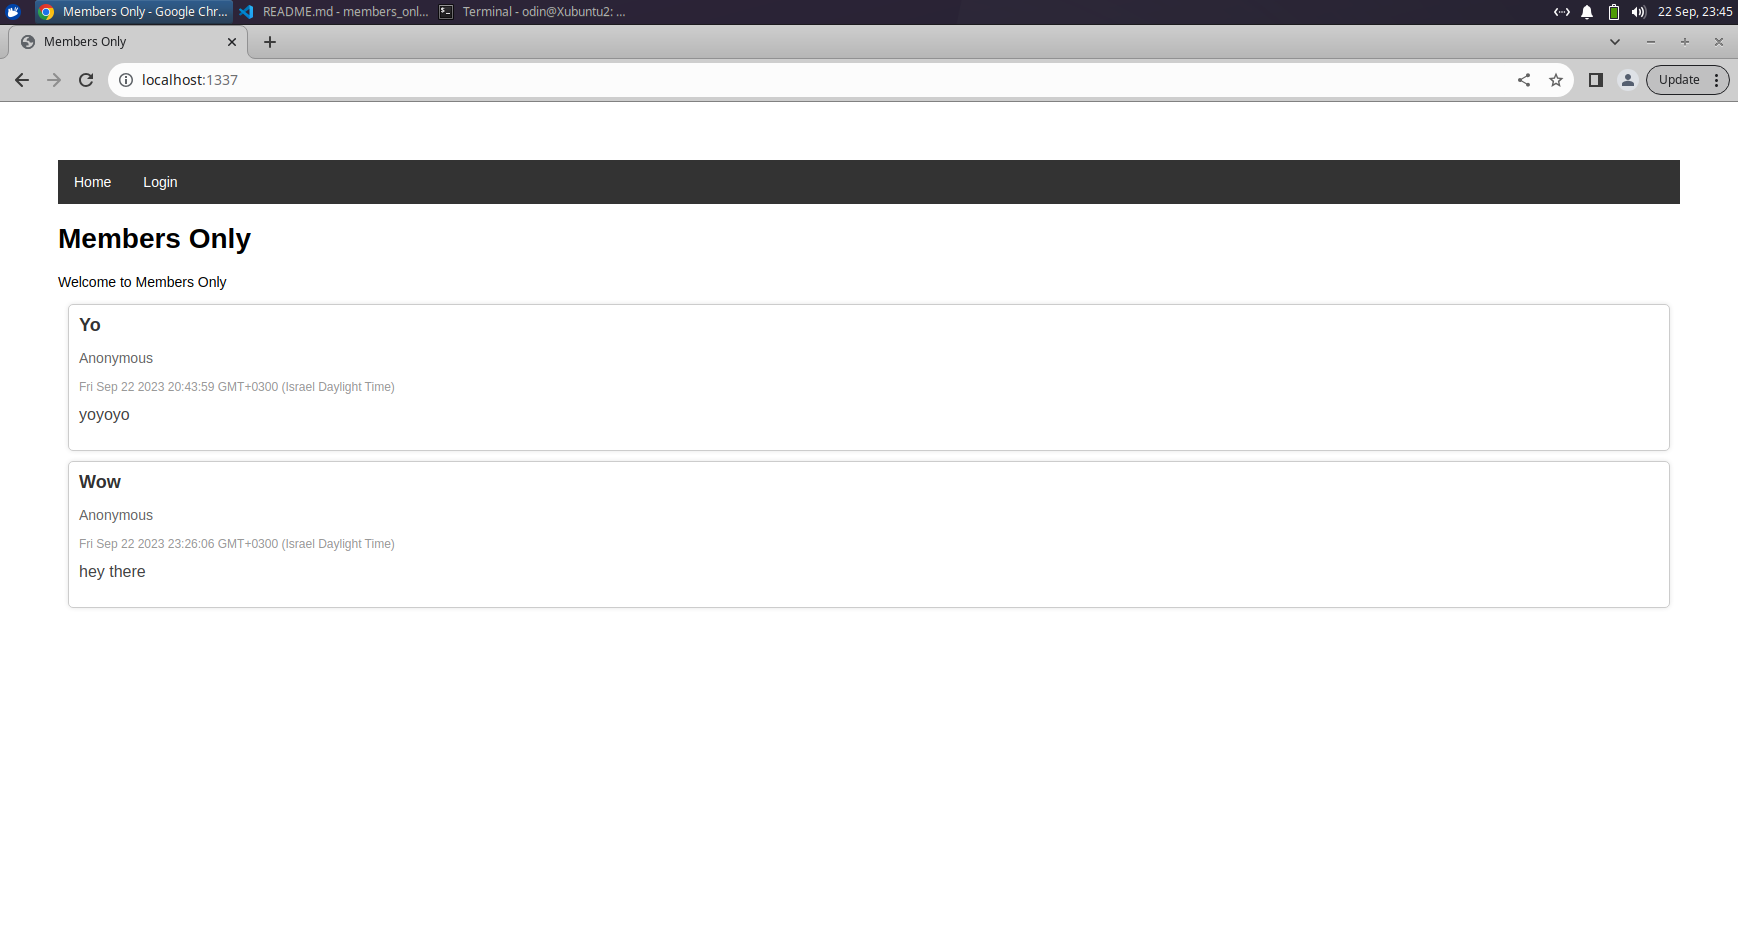 Members Only - Google Chr...
README.md - members_onl...
Terminal - odin@Xubuntu2: ...
22 Sep, 23:45
Members Only
localhost:1337
Update
Home Login
Members Only
Welcome to Members Only
Yo
Anonymous
Fri Sep 22 2023 20:43:59 GMT+0300 (Israel Daylight Time)
yoyoyo
Wow
Anonymous
Fri Sep 22 2023 23:26:06 GMT+0300 (Israel Daylight Time)
hey there